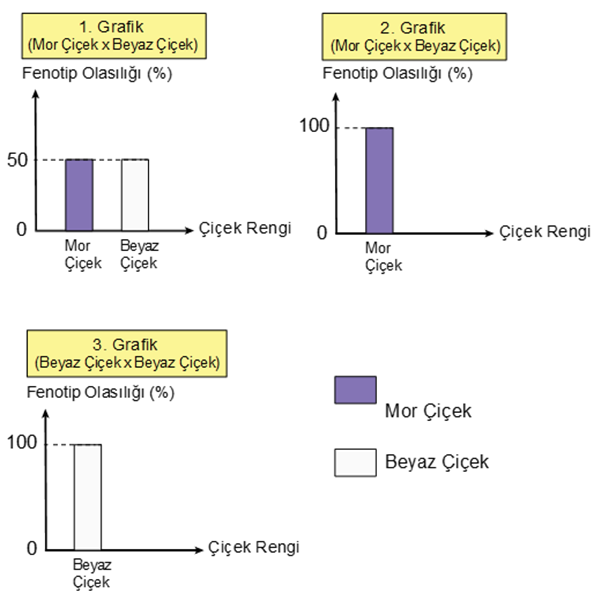 1. Grafik
(Mor Çiçek x Beyaz Çiçek)
Fenotip Olasılığı (%)
50
0
Mor
Çiçek
Beyaz
Çiçek
Çiçek Rengi
2. Grafik
(Mor Çiçek x Beyaz Çiçek)
Fenotip Olasılığı (%)
100
0
Mor
Çiçek
Çiçek Rengi
3. Grafik
(Beyaz Çiçek x Beyaz Çiçek)
Fenotip Olasılığı (%)
100
0
Beyaz
Çiçek
Çiçek Rengi
Mor Çiçek
Beyaz Çiçek